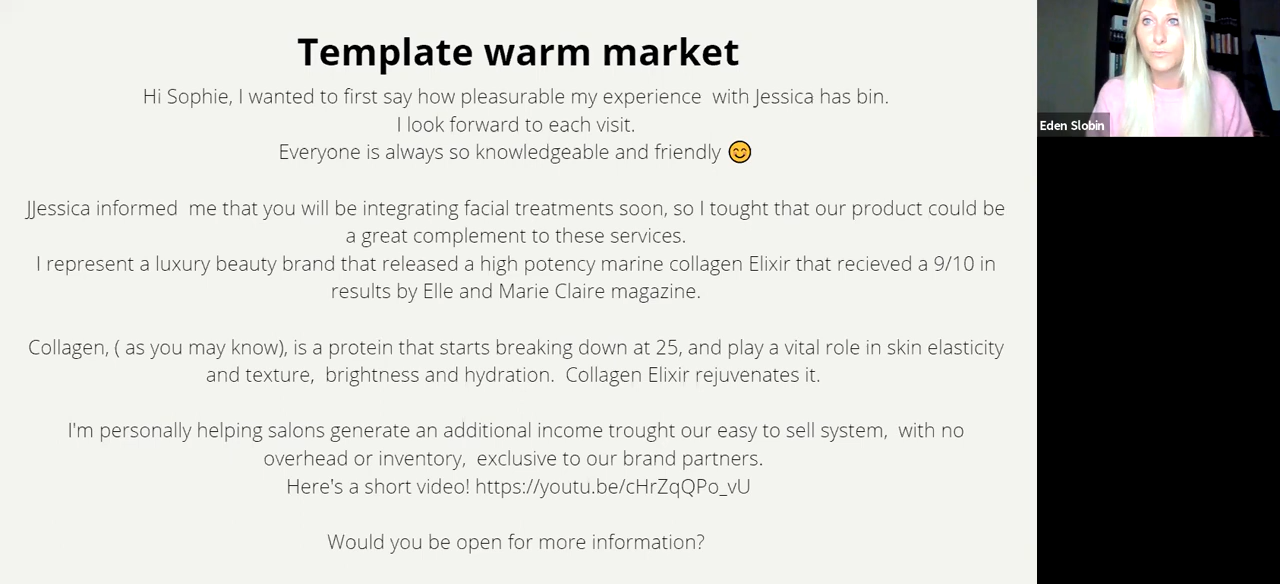 Template warm market
Hi Sophie, I wanted to first say how pleasurable my experience  with Jessica has bin.
I look forward to each visit.
Everyone is always so knowledgeable and friendly 😊
JJessica informed  me that you will be integrating facial treatments soon, so I tought that our product could be
a great complement to these services.
I represent a luxury beauty brand that released a high potency marine collagen Elixir that recieved a 9/10 in
results by Elle and Marie Claire magazine.
Collagen, ( as you may know), is a protein that starts breaking down at 25, and play a vital role in skin elasticity
and texture,  brightness and hydration.  Collagen Elixir rejuvenates it.
I'm personally helping salons generate an additional income trought our easy to sell system,  with no
overhead or inventory,  exclusive to our brand partners.
Here's a short video! https://youtu.be/cHrZqQPo_vU
Would you be open for more information?
Eden Slobin